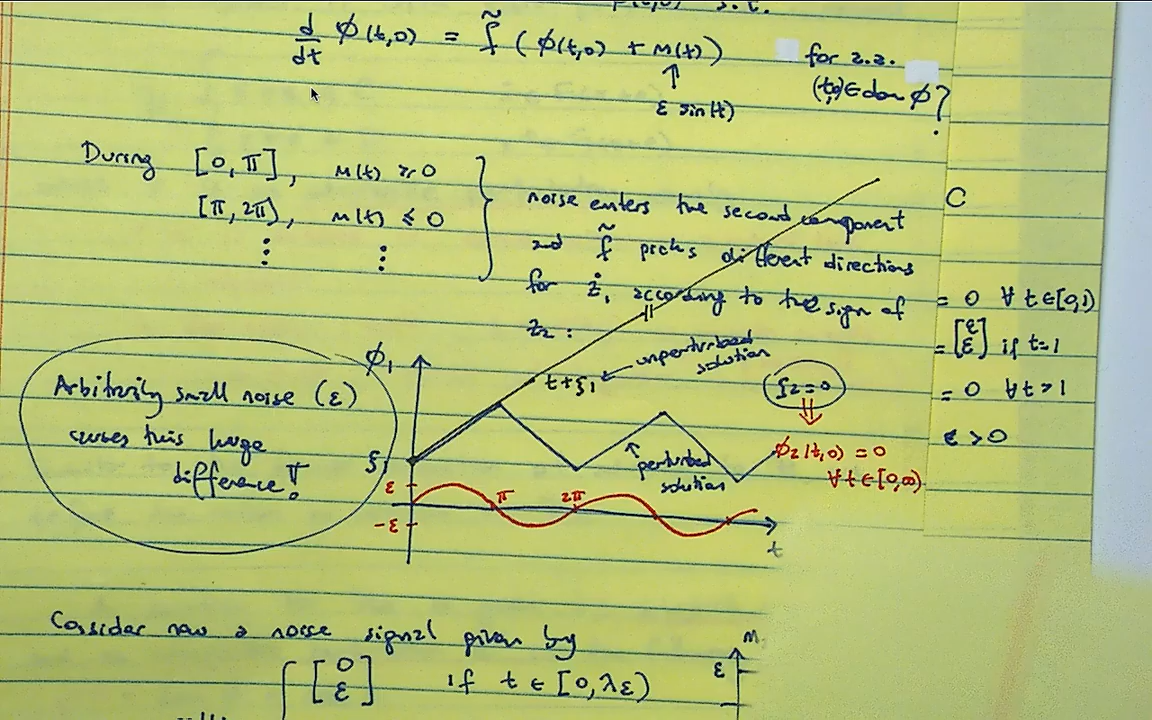 d/dt φ(t,0) = f̃ (φ(t,0) + m(t))
for a.a.
(t,0) ∈ dom φ?
↑
ε sin(t)
During [0, π], m(t) ≥ 0
[π, 2π), m(t) ≤ 0
⋮ ⋮
noise enters the second component
and f̃ picks different directions
for ż₁ according to the sign of
z₂ :
C
= 0 ∀ t ∈ [0,1)
= [ε ε] if t=1
= 0 ∀ t > 1
ε > 0
φ₁
t+ξ₁
unperturbed
solution
ξ₂=0
⇓
φ₂(t,0) = 0
∀ t ∈ [0,∞)
perturbed
solution
ξ₁
ε
-ε
π
2π
t
Arbitrarily small noise (ε)
causes this huge
difference!
Consider now a noise signal given by
[0 ε] if t ∈ [0,λε)
m
ε